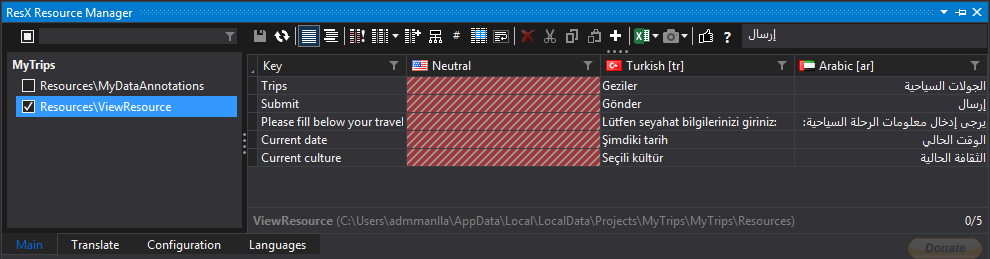 ResX Resource Manager
إرسال
MyTrips
Resources\MyDataAnnotations
Resources\ViewResource
Key Neutral Turkish [tr] Arabic [ar]
Trips Geziler الجولات السياحية
Submit Gönder إرسال
Please fill below your travel Lütfen seyahat bilgilerinizi giriniz: يرجى إدخال معلومات الرحلة السياحية:
Current date Şimdiki tarih الوقت الحالي
Current culture Seçili kültür الثقافة الحالية
ViewResource (C:\Users\admmanlla\AppData\Local\LocalData\Projects\MyTrips\MyTrips\Resources) 0/5
Main Translate Configuration Languages
Donate